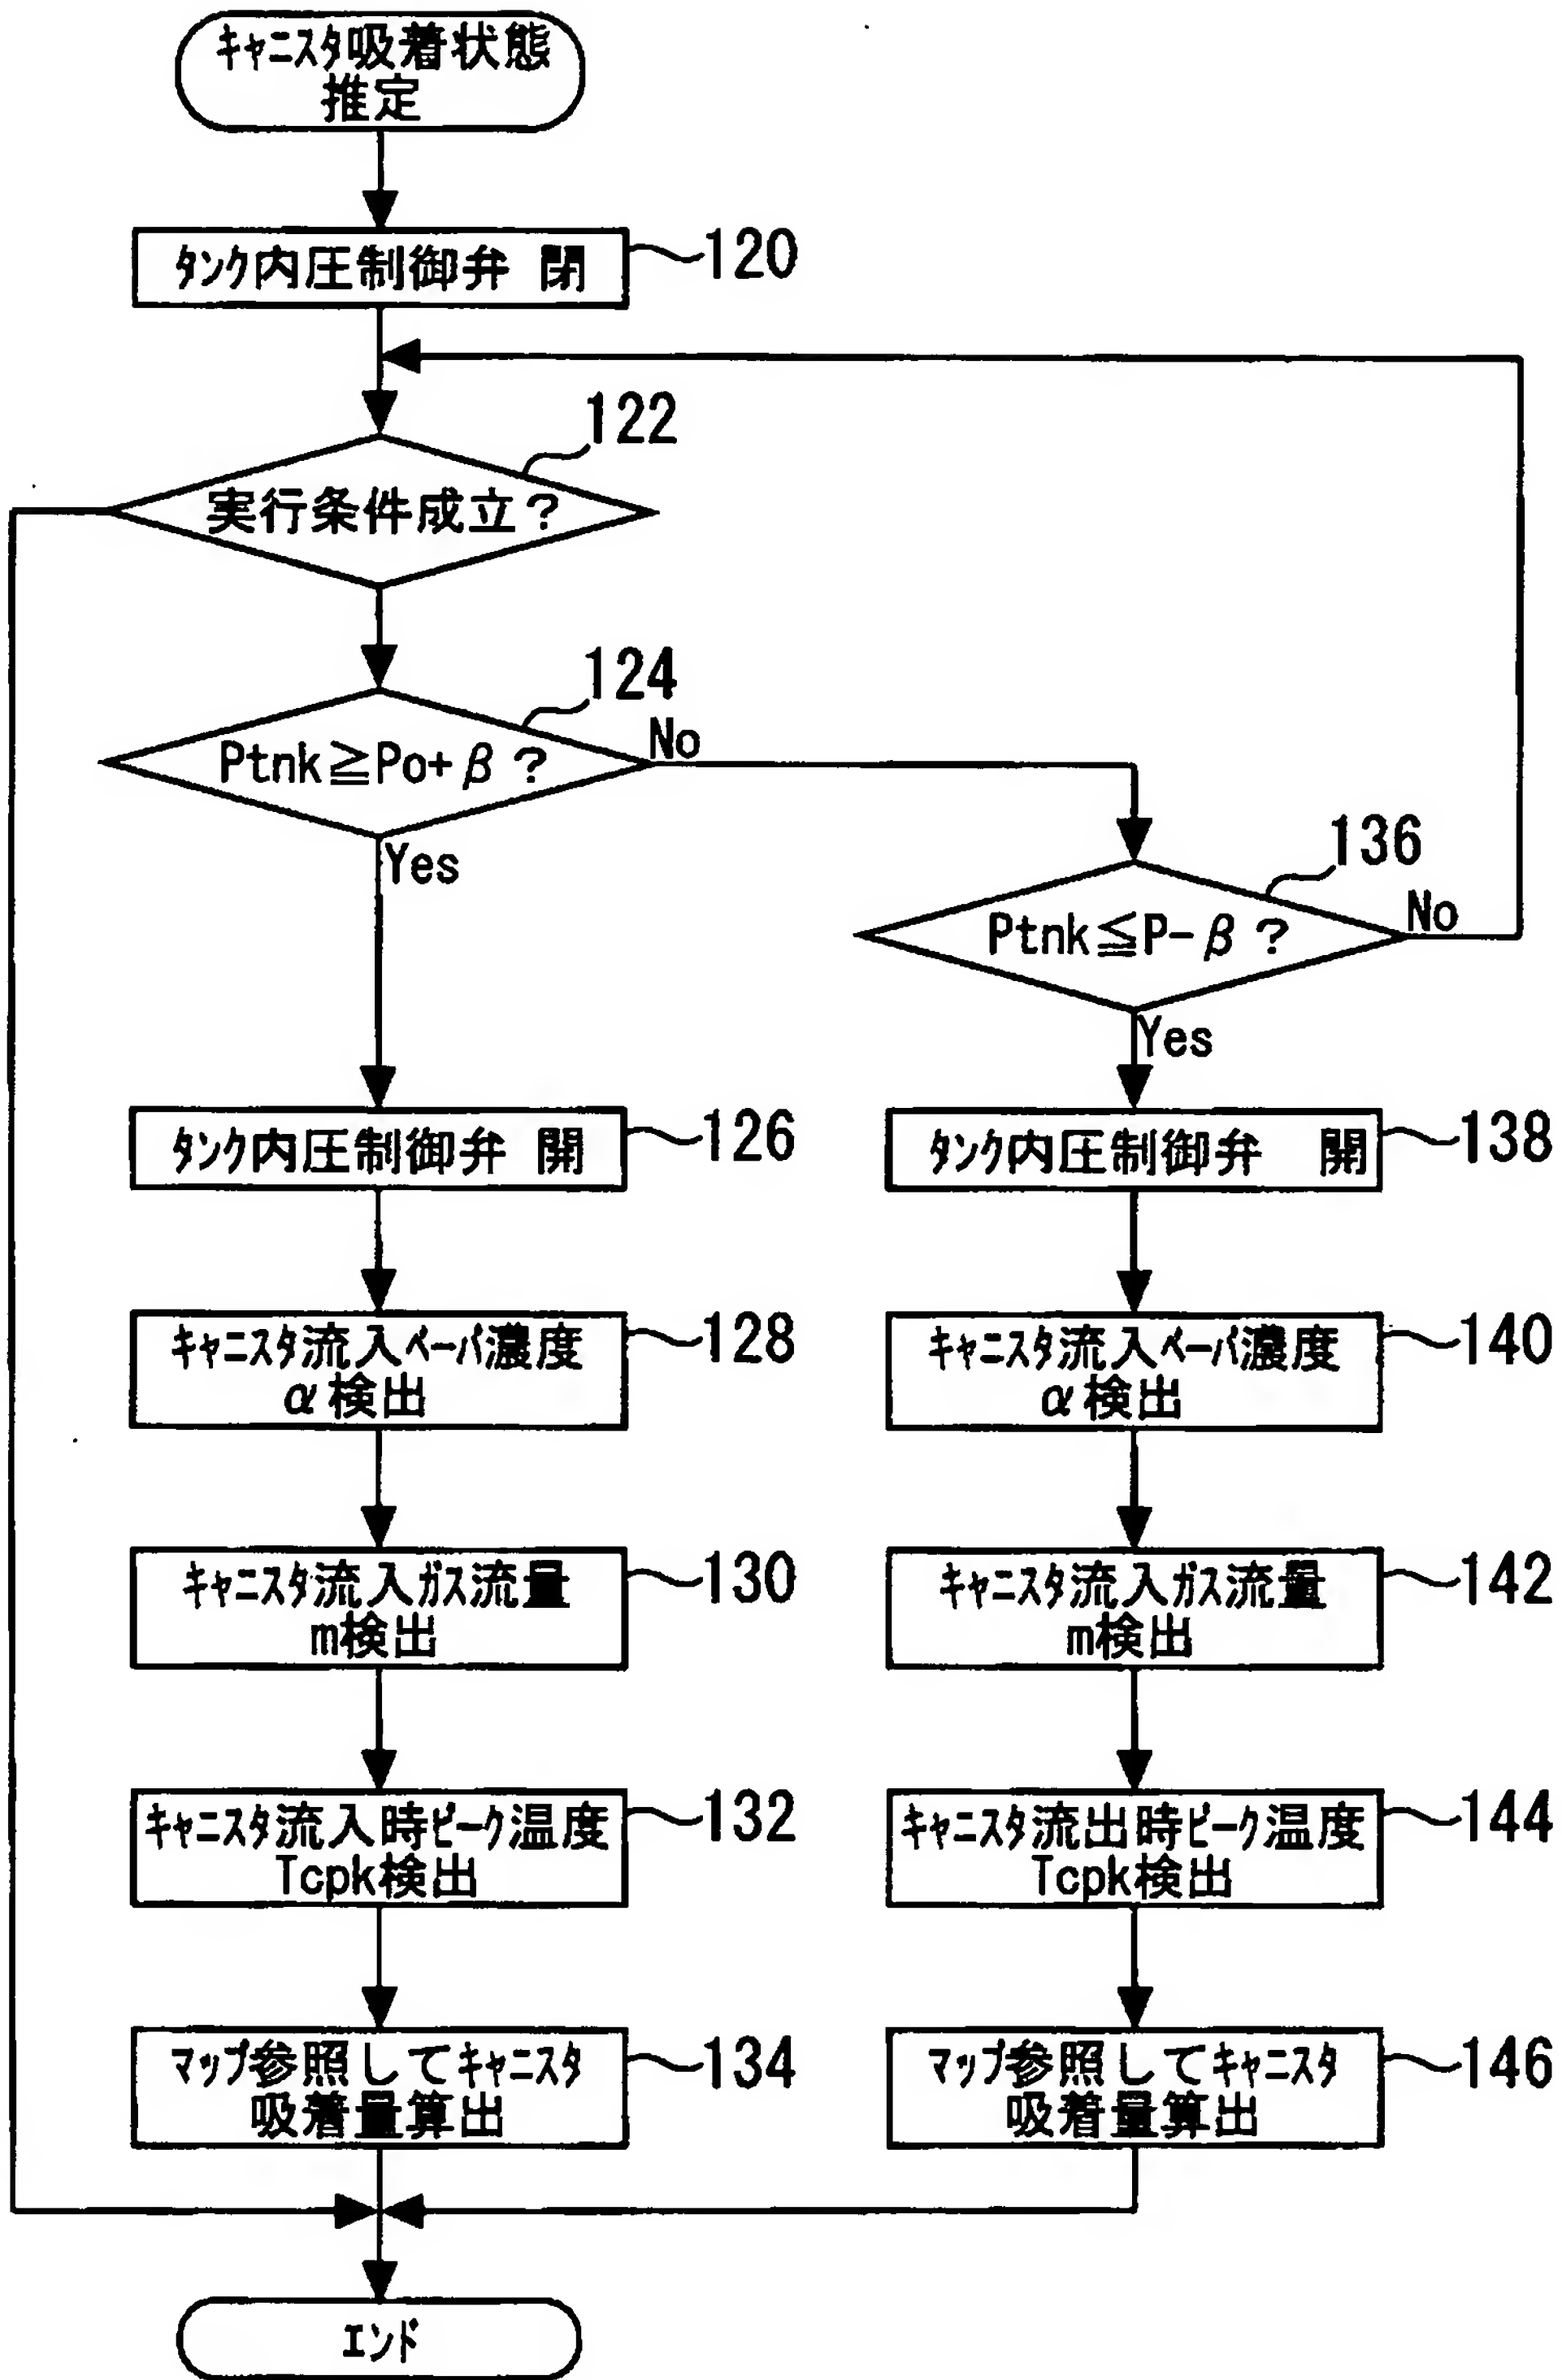 キャニスタ吸着状態
推定
タンク内圧制御弁 閉
120
122
実行条件成立？
124
Ptnk≧Po+β？
No
Yes
136
Ptnk≦P-β？
No
Yes
タンク内圧制御弁 開
126
タンク内圧制御弁 開
138
キャニスタ流入ベーパ濃度
α検出
128
キャニスタ流入ベーパ濃度
α検出
140
キャニスタ流入ガス流量
m検出
130
キャニスタ流入ガス流量
m検出
142
キャニスタ流入時ピーク温度
Tcpk検出
132
キャニスタ流出時ピーク温度
Tcpk検出
144
マップ参照してキャニスタ
吸着量算出
134
マップ参照してキャニスタ
吸着量算出
146
エンド